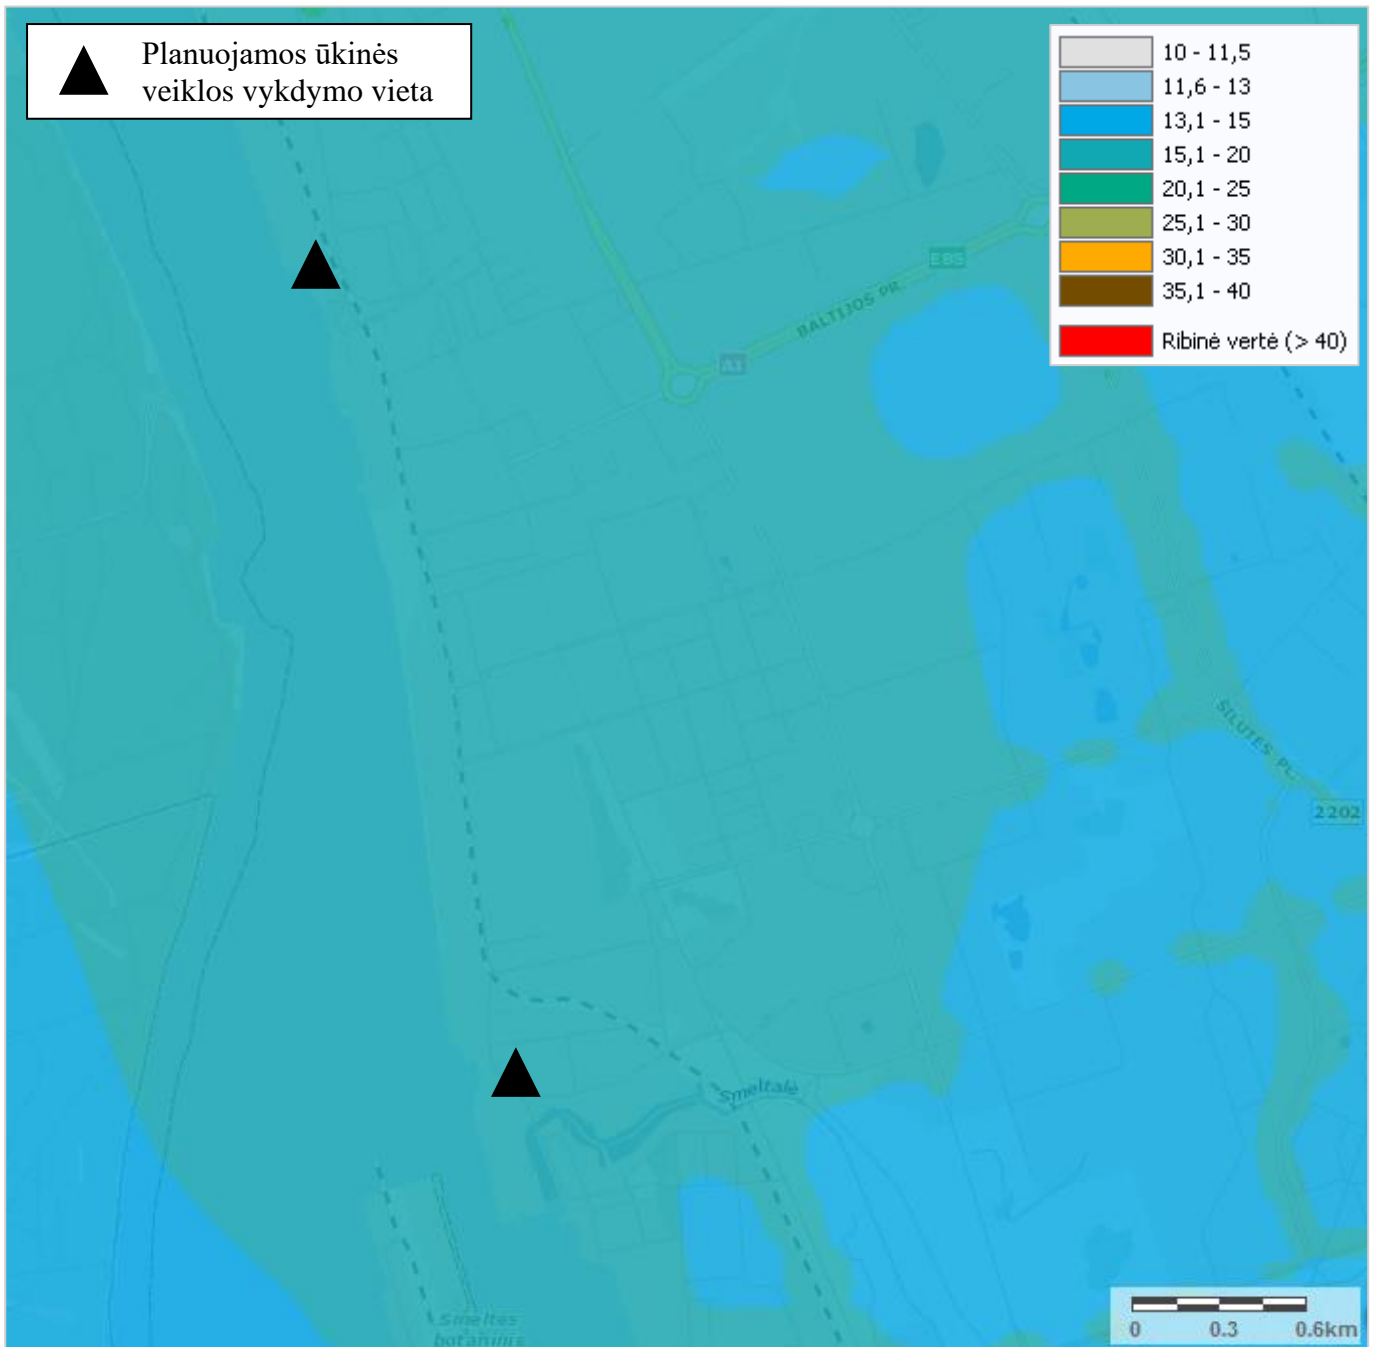 Planuojamos ūkinės
veiklos vykdymo vieta
10 - 11,5
11,6 - 13
13,1 - 15
15,1 - 20
20,1 - 25
25,1 - 30
30,1 - 35
35,1 - 40
Ribinė vertė (> 40)
E85
BALTIJOS PR.
A1
ŠILUTĖS PL.
2202
Smeltalė
Smeltės
botaninis
0 0.3 0.6km